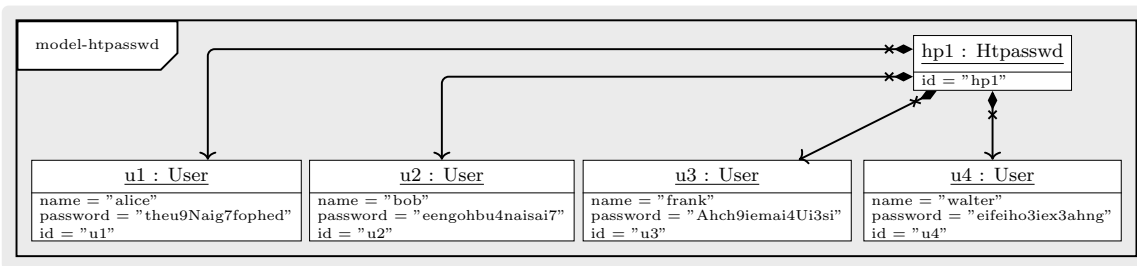 model-htpasswd
hp1 : Htpasswd
id = "hp1"
u1 : User
name = "alice"
password = "theu9Naig7fophed"
id = "u1"
u2 : User
name = "bob"
password = "eengohbu4naisai7"
id = "u2"
u3 : User
name = "frank"
password = "Ahch9iemai4Ui3si"
id = "u3"
u4 : User
name = "walter"
password = "eifeiho3iex3ahng"
id = "u4"